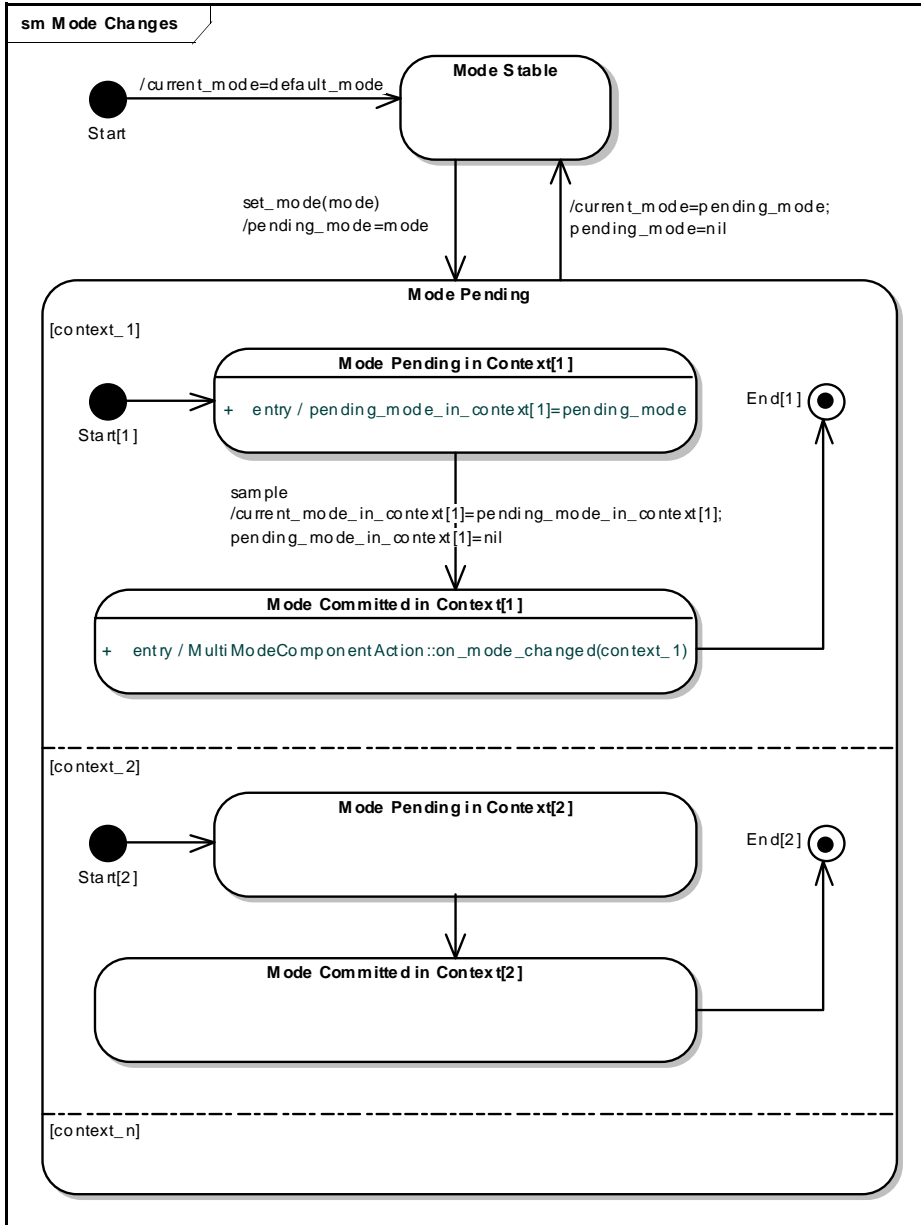 sm Mode Changes
Mode Stable
/current_mode=default_mode
Start
set_mode(mode)
/pending_mode=mode
/current_mode=pending_mode;
pending_mode=nil
Mode Pending
[context_1]
Mode Pending in Context[1]
+ entry / pending_mode_in_context[1]=pending_mode
Start[1]
End[1]
sample
/current_mode_in_context[1]=pending_mode_in_context[1];
pending_mode_in_context[1]=nil
Mode Committed in Context[1]
+ entry / MultiModeComponentAction::on_mode_changed(context_1)
[context_2]
Mode Pending in Context[2]
Start[2]
End[2]
Mode Committed in Context[2]
[context_n]